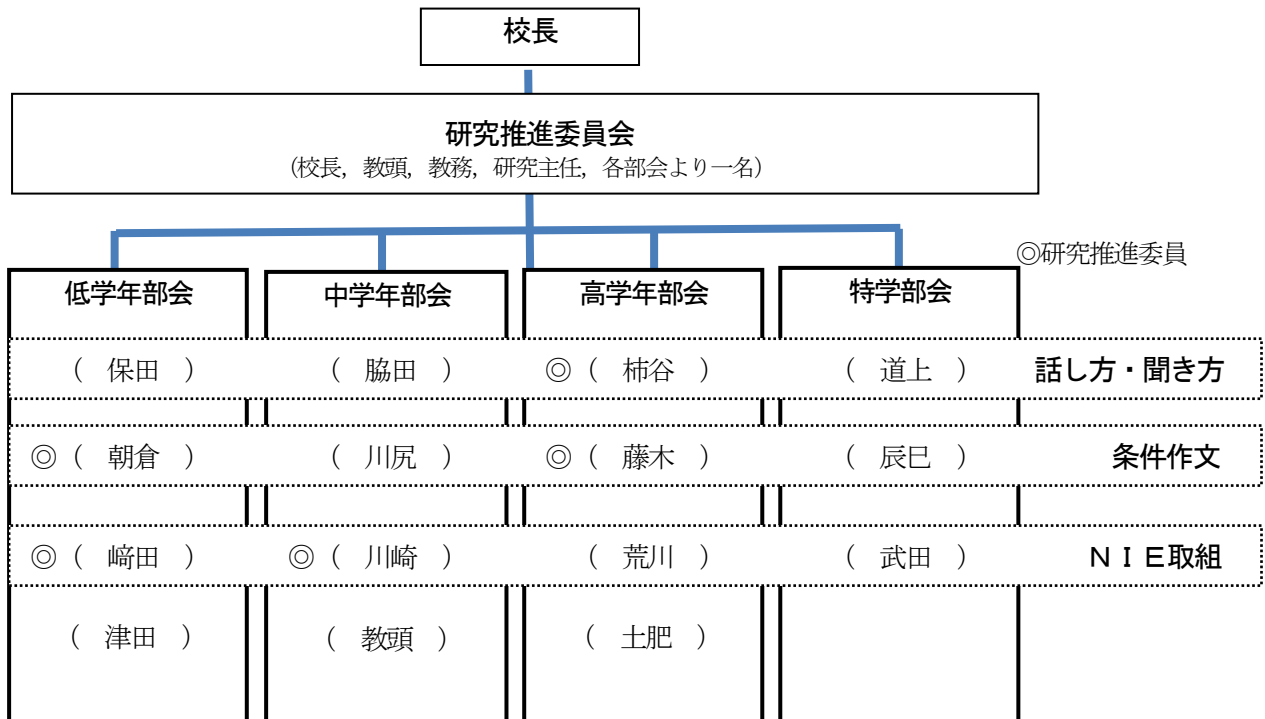 校長
研究推進委員会
(校長，教頭，教務，研究主任，各部会より一名)
◎研究推進委員
低学年部会 中学年部会 高学年部会 特学部会
( 保田 ) ( 脇田 ) ◎ ( 柿谷 ) ( 道上 ) 話し方・聞き方
◎ ( 朝倉 ) ( 川尻 ) ◎ ( 藤木 ) ( 辰巳 ) 条件作文
◎ ( 﨑田 ) ◎ ( 川崎 ) ( 荒川 ) ( 武田 ) ＮＩＥ取組
( 津田 ) ( 教頭 ) ( 土肥 )